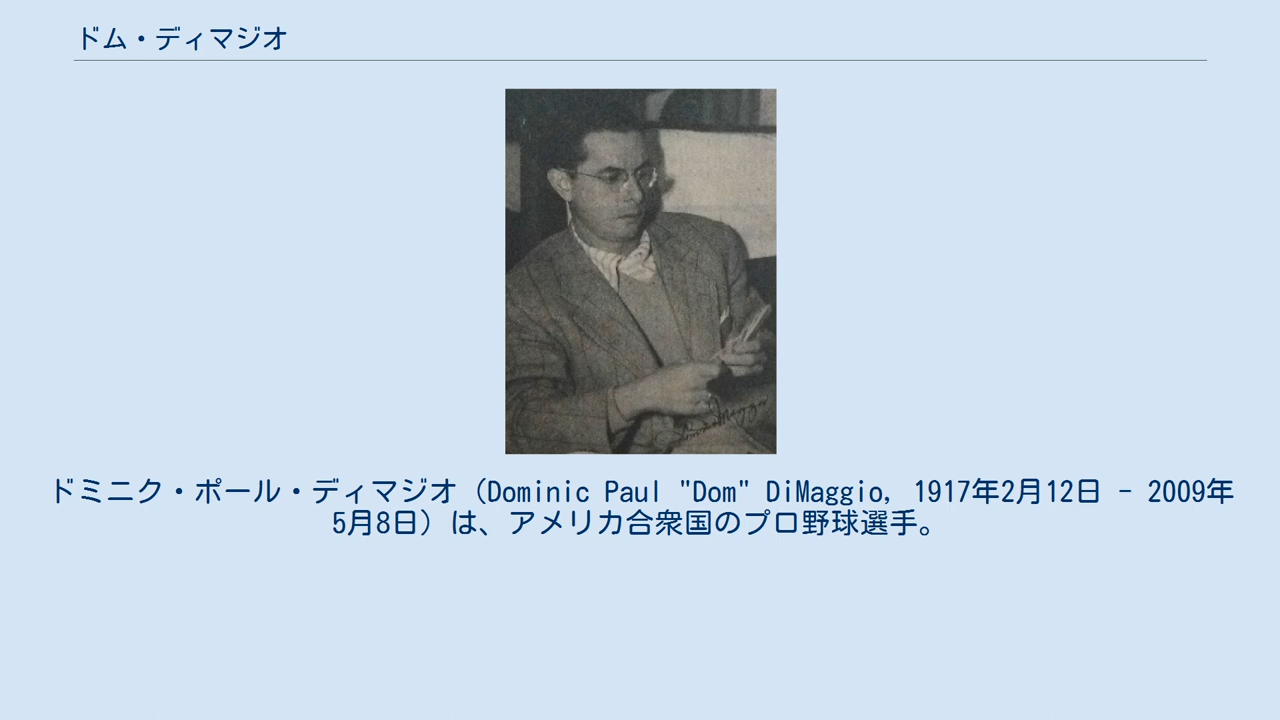 ドム・ディマジオ
ドミニク・ポール・ディマジオ（Dominic Paul "Dom" DiMaggio, 1917年2月12日 - 2009年
5月8日）は、アメリカ合衆国のプロ野球選手。